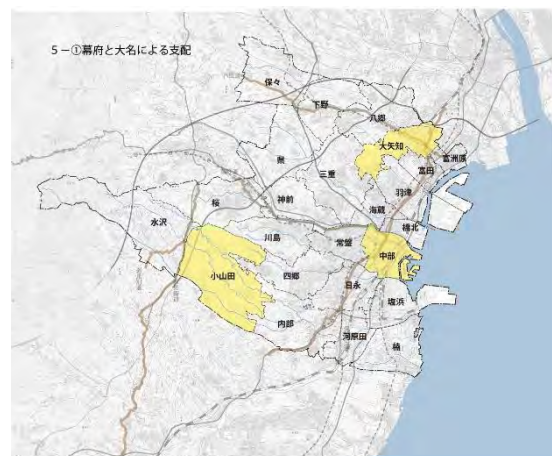 5－①幕府と大名による支配
保々
下野
八郷
大矢知
富洲原
県
三重
富田
羽津
神前
海蔵
桜
水沢
橋北
川島
常盤
中部
小山田
四郷
日永
塩浜
内部
河原田
楠